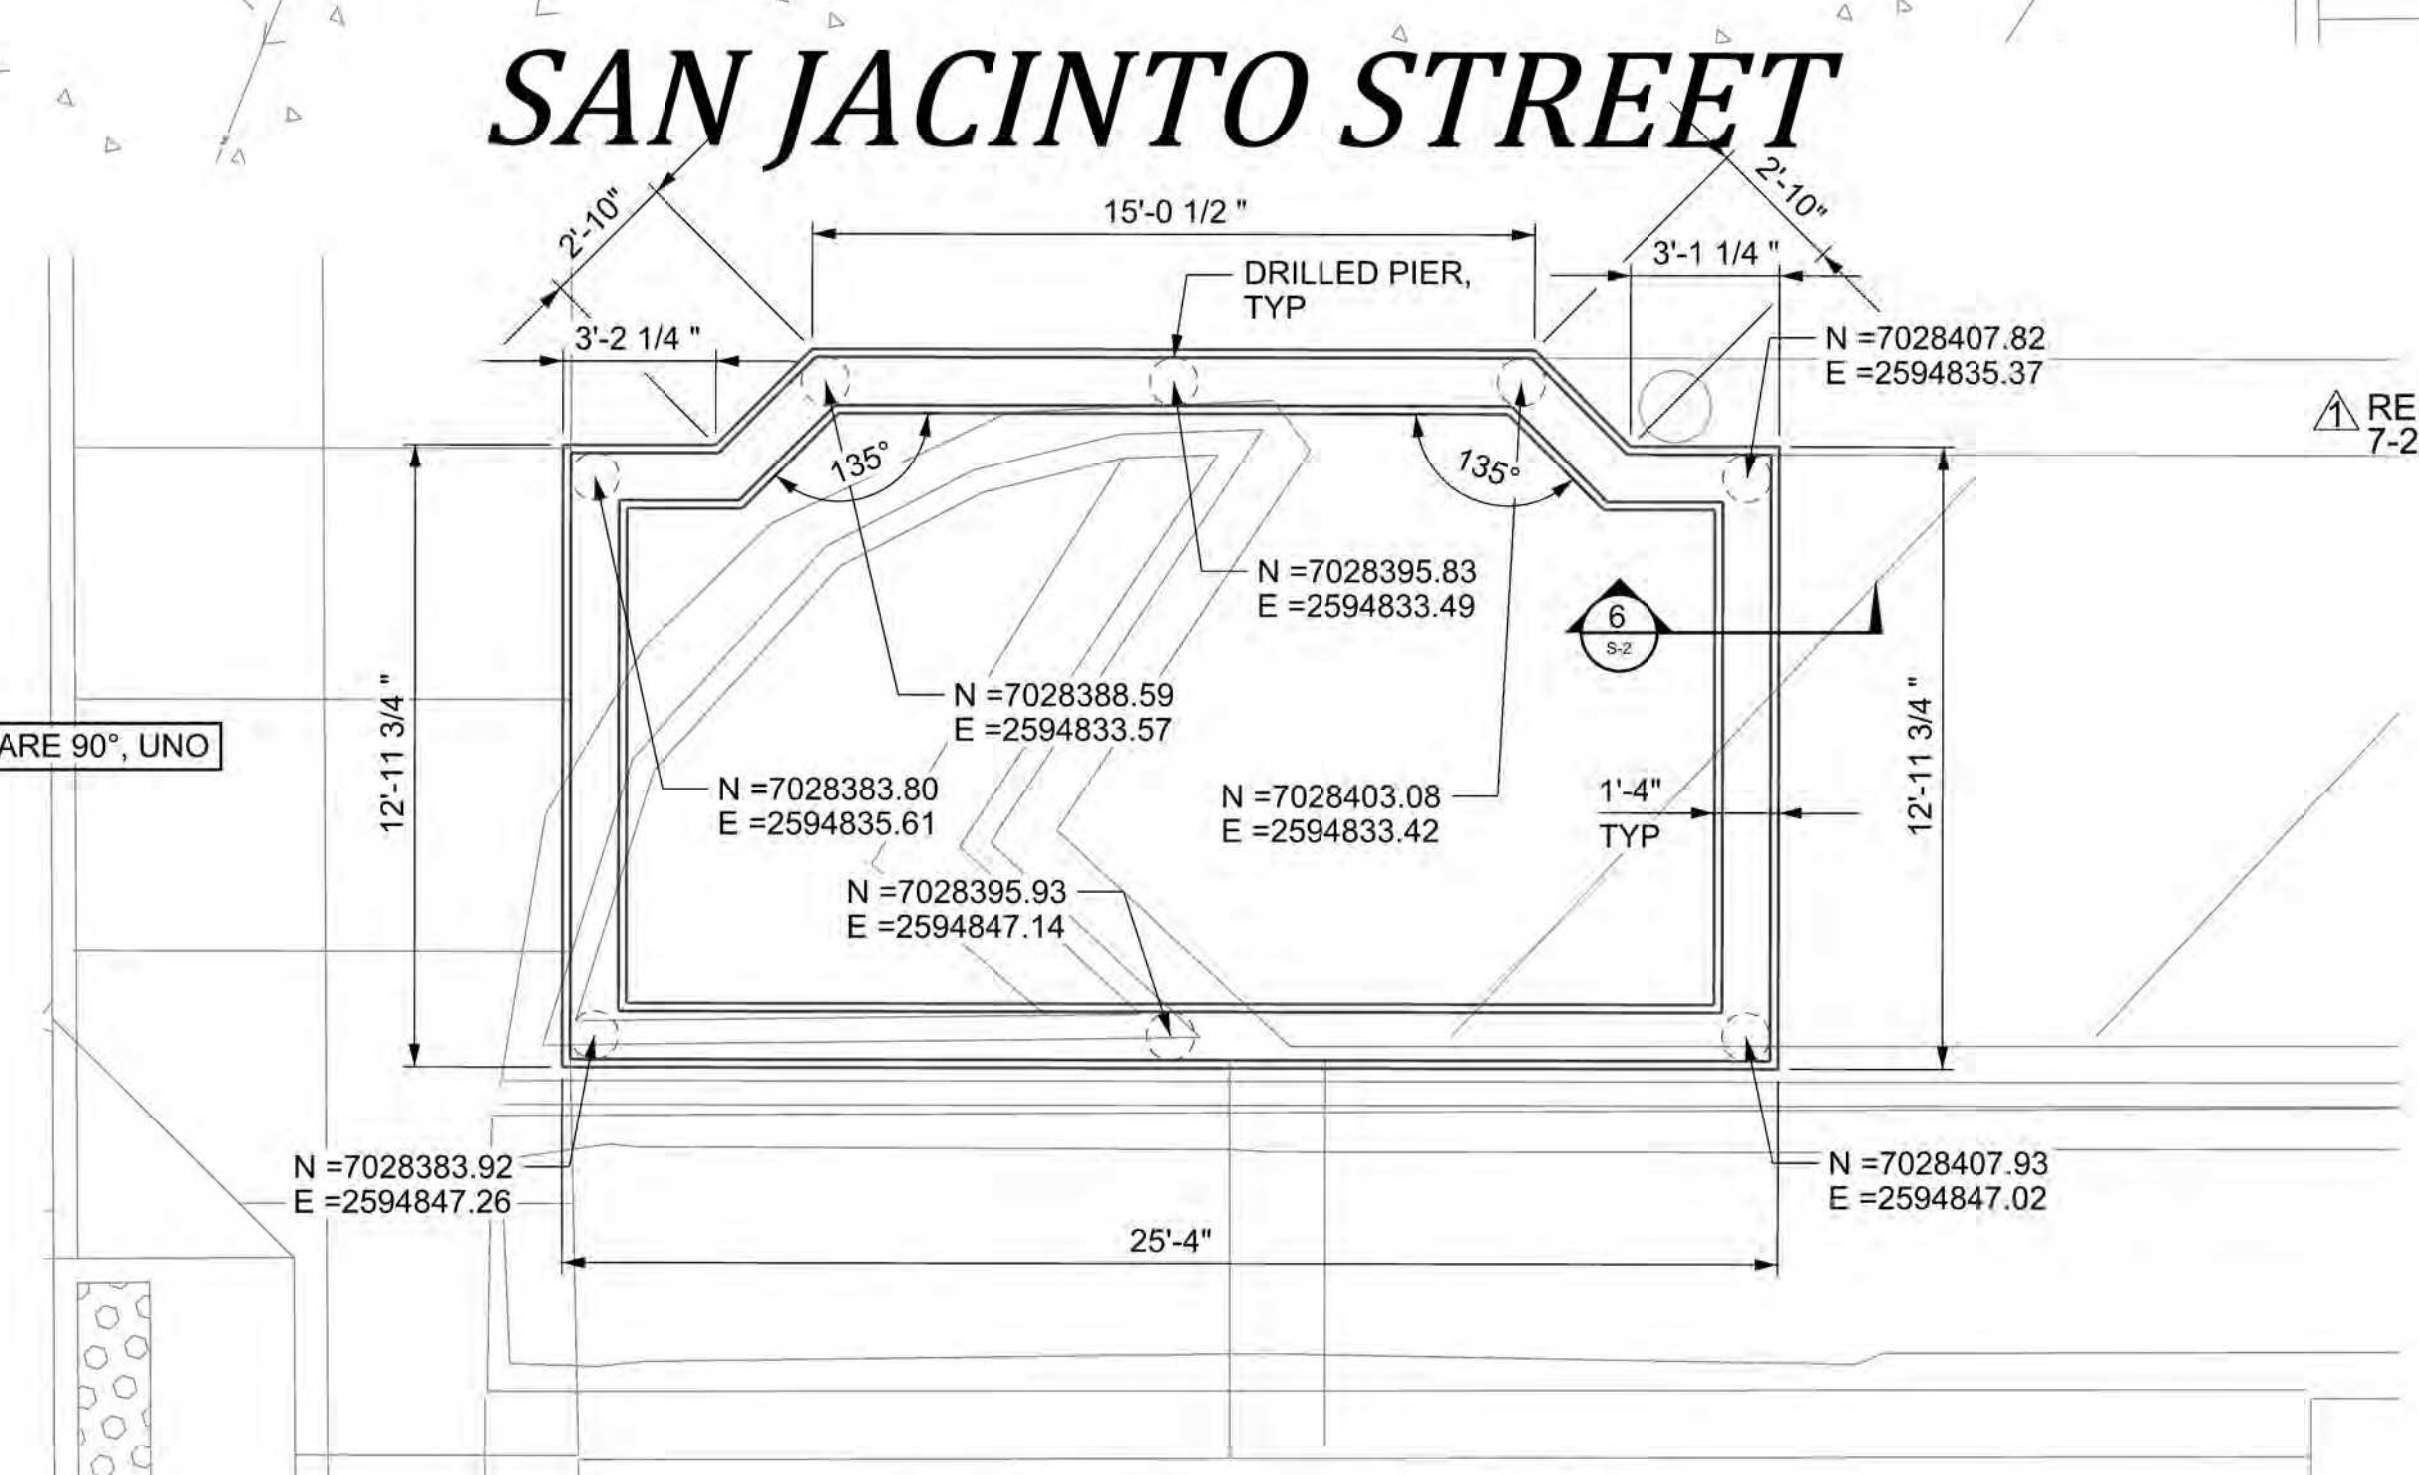 SAN JACINTO STREET
2'-10"
15'-0 1/2 "
2'-10"
3'-1 1/4 "
DRILLED PIER,
TYP
3'-2 1/4 "
N =7028407.82
E =2594835.37
1 RE
7-2
135°
135°
N =7028395.83
E =2594833.49
6
S-2
N =7028388.59
E =2594833.57
12'-11 3/4 "
12'-11 3/4 "
ARE 90°, UNO
N =7028383.80
E =2594835.61
N =7028403.08
E =2594833.42
1'-4"
TYP
N =7028395.93
E =2594847.14
N =7028383.92
E =2594847.26
N =7028407.93
E =2594847.02
25'-4"